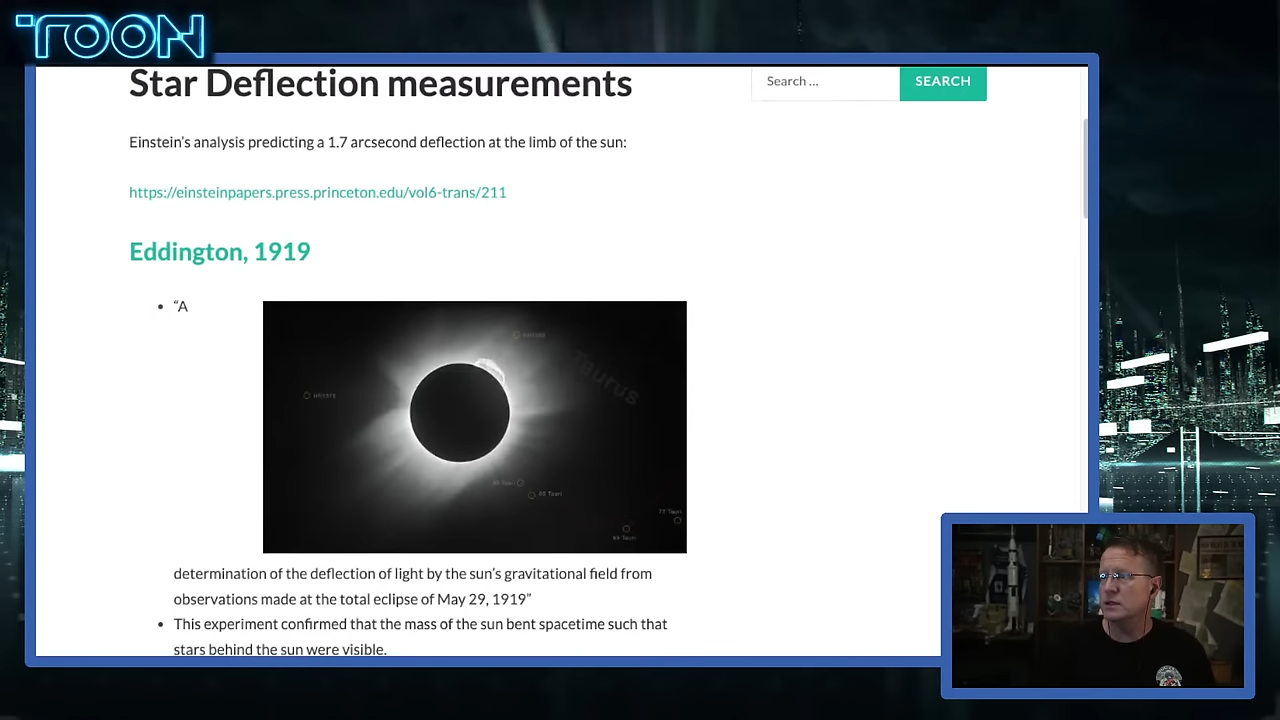 TOON
Star Deflection measurements
Search ...
SEARCH
Einstein’s analysis predicting a 1.7 arcsecond deflection at the limb of the sun:
https://einsteinpapers.press.princeton.edu/vol6-trans/211
Eddington, 1919
• “A
Taurus
determination of the deflection of light by the sun’s gravitational field from
observations made at the total eclipse of May 29, 1919”
• This experiment confirmed that the mass of the sun bent spacetime such that
stars behind the sun were visible.